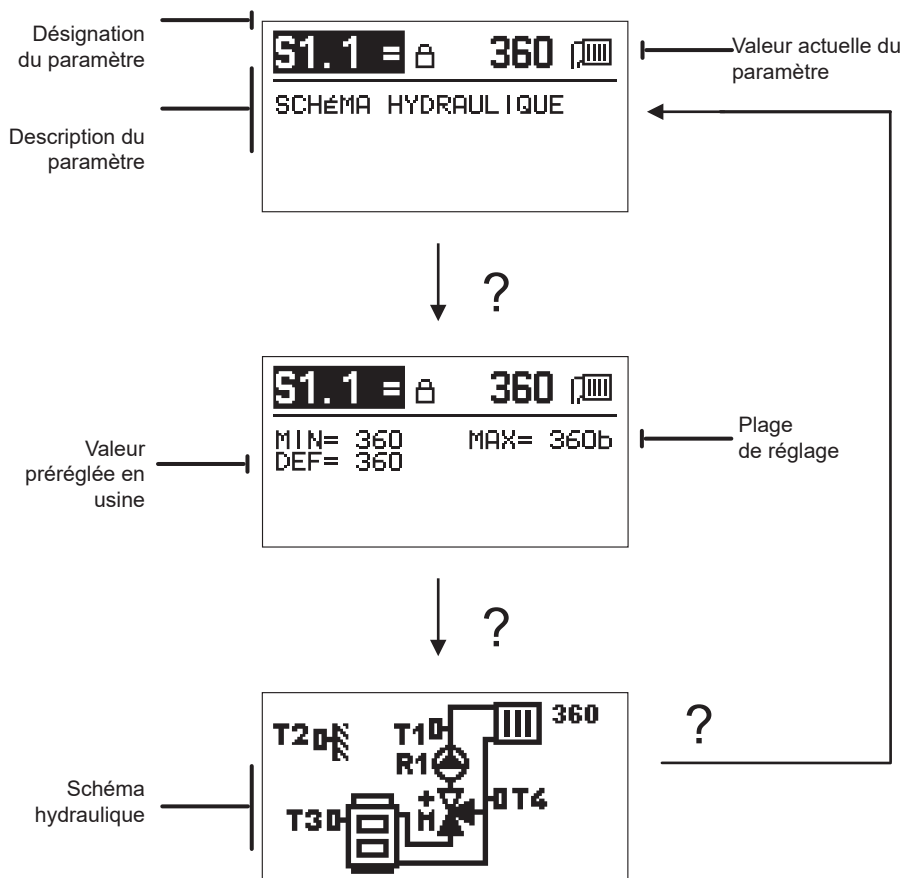 Désignation
du paramètre
S1.1 = 360
Valeur actuelle du
paramètre
Description du
paramètre
SCHéMA HYDRAULIQUE
?
S1.1 = 360
Valeur
préréglée en
usine
MIN= 360 MAX= 360b
DEF= 360
Plage
de réglage
?
Schéma
hydraulique
T2
T1
360
R1
+
M
T4
T3
?